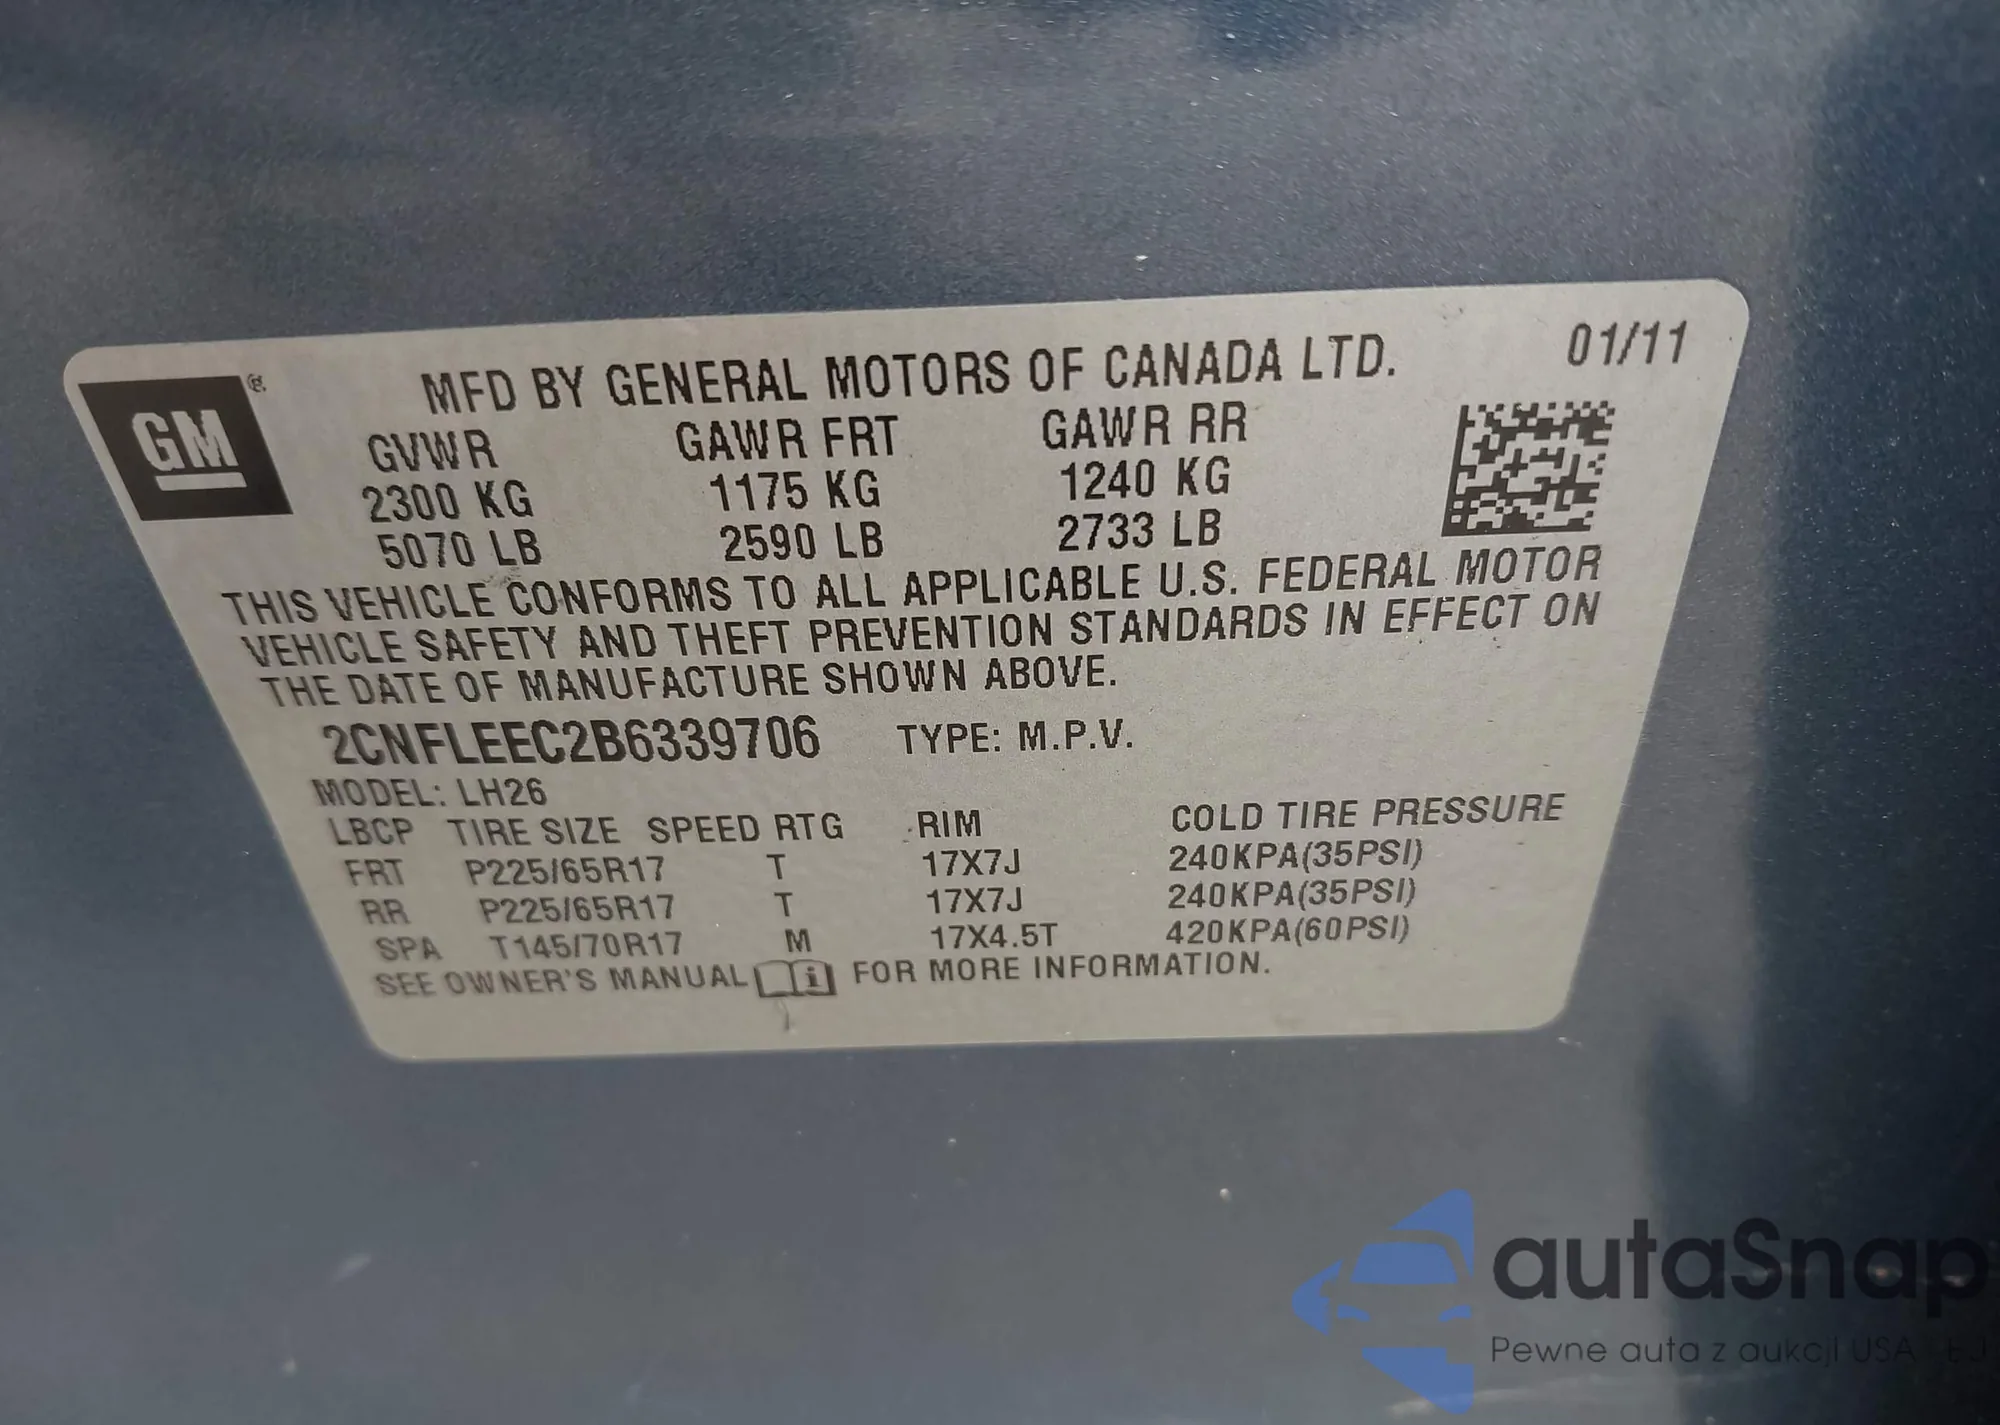 MFD BY GENERAL MOTORS OF CANADA LTD. 01/11
GM
GVWR GAWR FRT GAWR RR
2300 KG 1175 KG 1240 KG
5070 LB 2590 LB 2733 LB
THIS VEHICLE CONFORMS TO ALL APPLICABLE U.S. FEDERAL MOTOR
VEHICLE SAFETY AND THEFT PREVENTION STANDARDS IN EFFECT ON
THE DATE OF MANUFACTURE SHOWN ABOVE.
2CNFLEEC2B6339706 TYPE: M.P.V.
MODEL: LH26
LBCP TIRE SIZE SPEED RTG RIM COLD TIRE PRESSURE
FRT P225/65R17 T 17X7J 240KPA(35PSI)
RR P225/65R17 T 17X7J 240KPA(35PSI)
SPA T145/70R17 M 17X4.5T 420KPA(60PSI)
SEE OWNER'S MANUAL i FOR MORE INFORMATION.
autaSnap
Pewne auta z aukcji USA